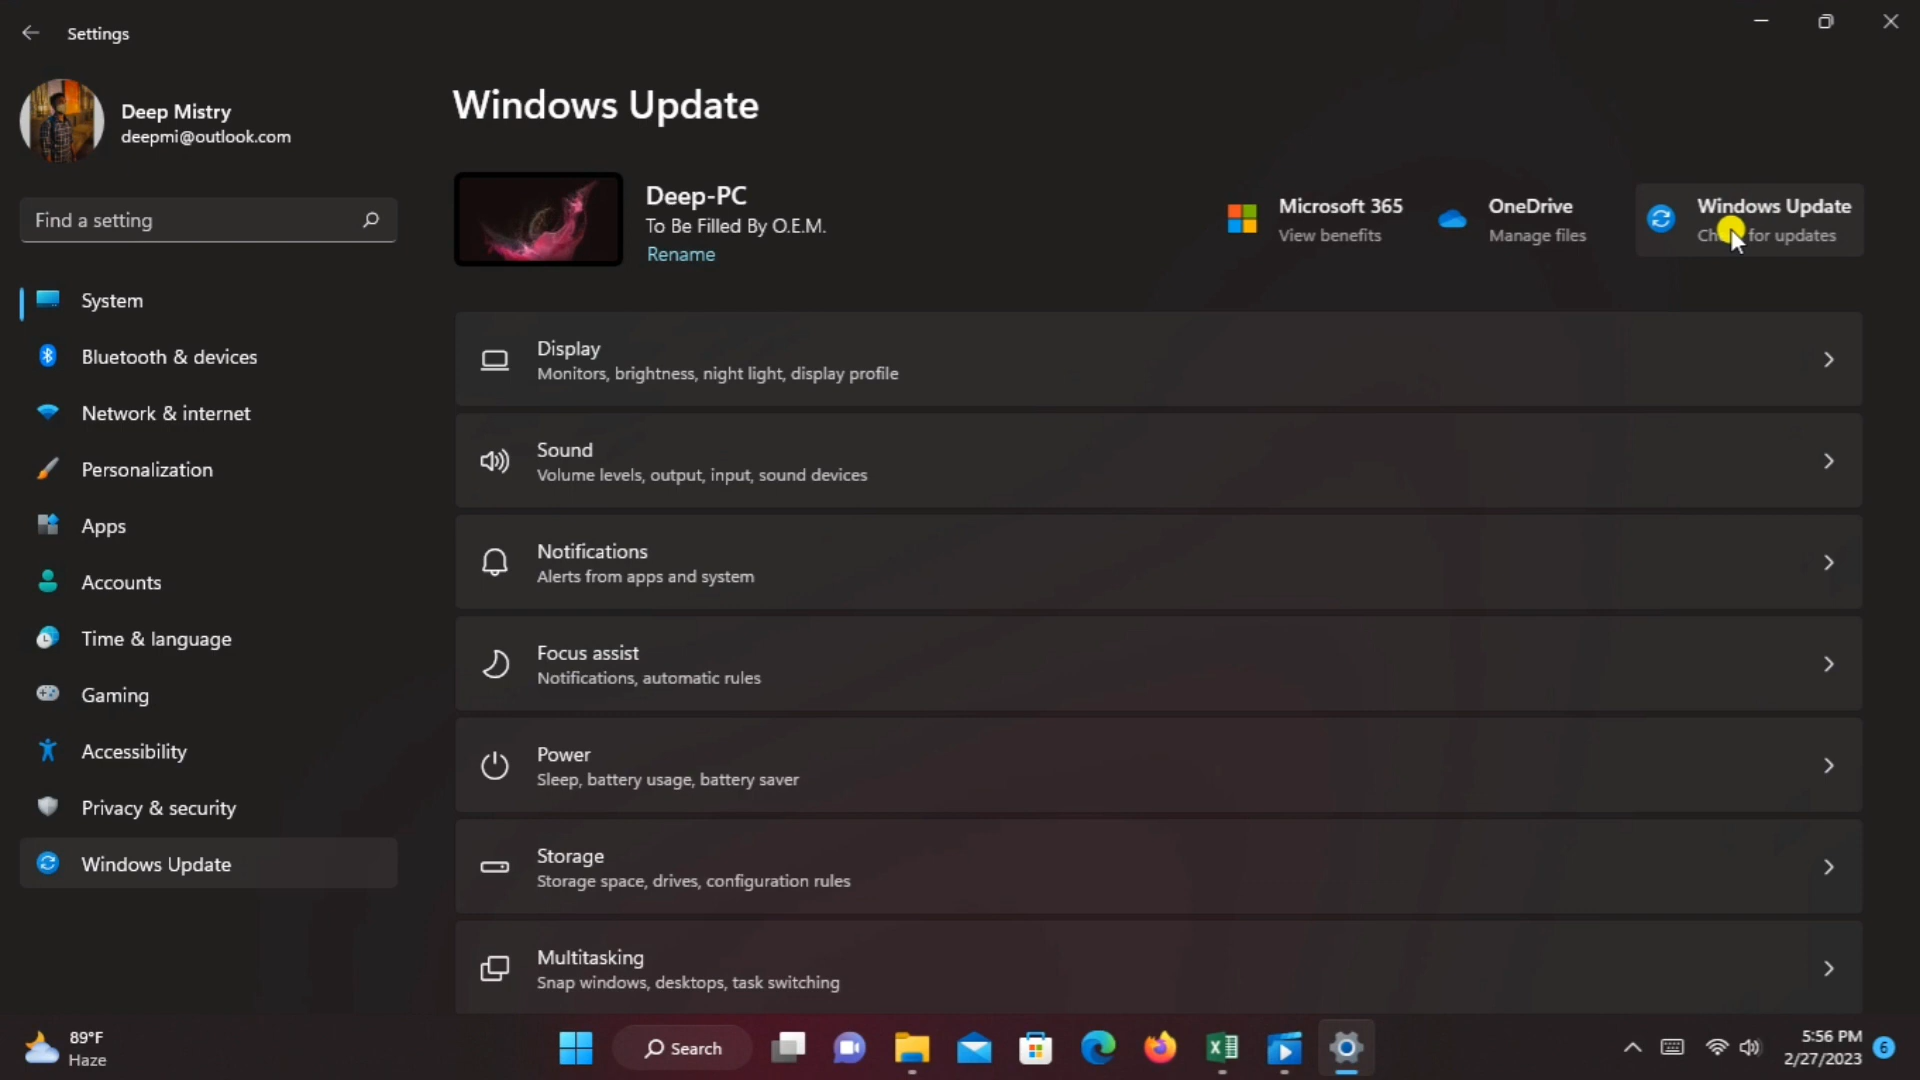 Settings
Deep Mistry
deepmi@outlook.com
Find a setting
System
Bluetooth & devices
Network & internet
Personalization
Apps
Accounts
Time & language
Gaming
Accessibility
Privacy & security
Windows Update
Windows Update
Deep-PC
To Be Filled By O.E.M.
Rename
Microsoft 365
View benefits
OneDrive
Manage files
Windows Update
for updates
Display
Monitors, brightness, night light, display profile
Sound
Volume levels, output, input, sound devices
Notifications
Alerts from apps and system
Focus assist
Notifications, automatic rules
Power
Sleep, battery usage, battery saver
Storage
Storage space, drives, configuration rules
Multitasking
Snap windows, desktops, task switching
89°F
Haze
Search
5:56 PM
2/27/2023
6